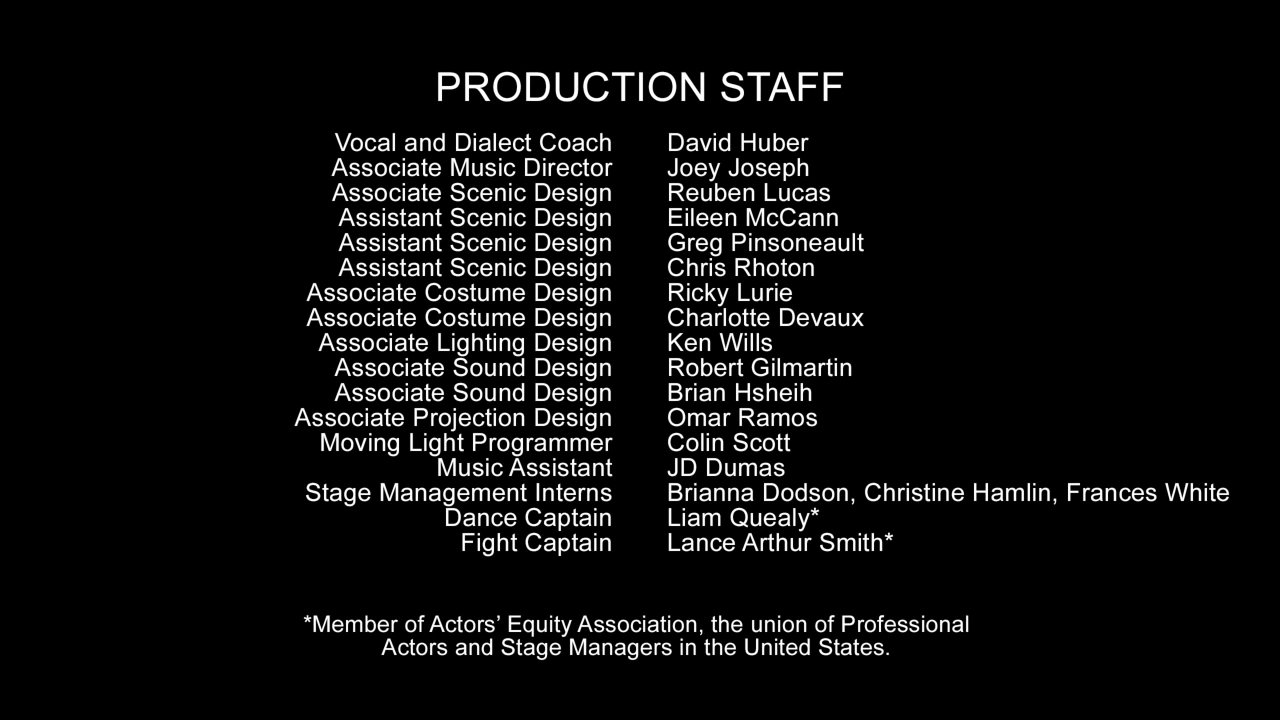 PRODUCTION STAFF
Vocal and Dialect Coach David Huber
Associate Music Director Joey Joseph
Associate Scenic Design Reuben Lucas
Assistant Scenic Design Eileen McCann
Assistant Scenic Design Greg Pinsoneault
Assistant Scenic Design Chris Rhoton
Associate Costume Design Ricky Lurie
Associate Costume Design Charlotte Devaux
Associate Lighting Design Ken Wills
Associate Sound Design Robert Gilmartin
Associate Sound Design Brian Hsheih
Associate Projection Design Omar Ramos
Moving Light Programmer Colin Scott
Music Assistant JD Dumas
Stage Management Interns Brianna Dodson, Christine Hamlin, Frances White
Dance Captain Liam Quealy*
Fight Captain Lance Arthur Smith*
*Member of Actors’ Equity Association, the union of Professional
Actors and Stage Managers in the United States.